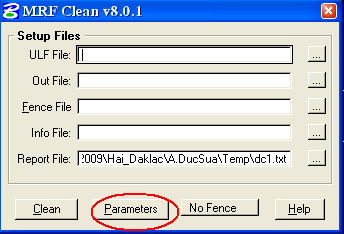 MRF Clean v8.0.1
Setup Files
ULF File:
...
Out File:
...
Fence File
...
Info File:
...
Report File: 2009\Hai_Daklac\A.DucSua\Temp\dc1.txt ...
Clean Parameters No Fence Help